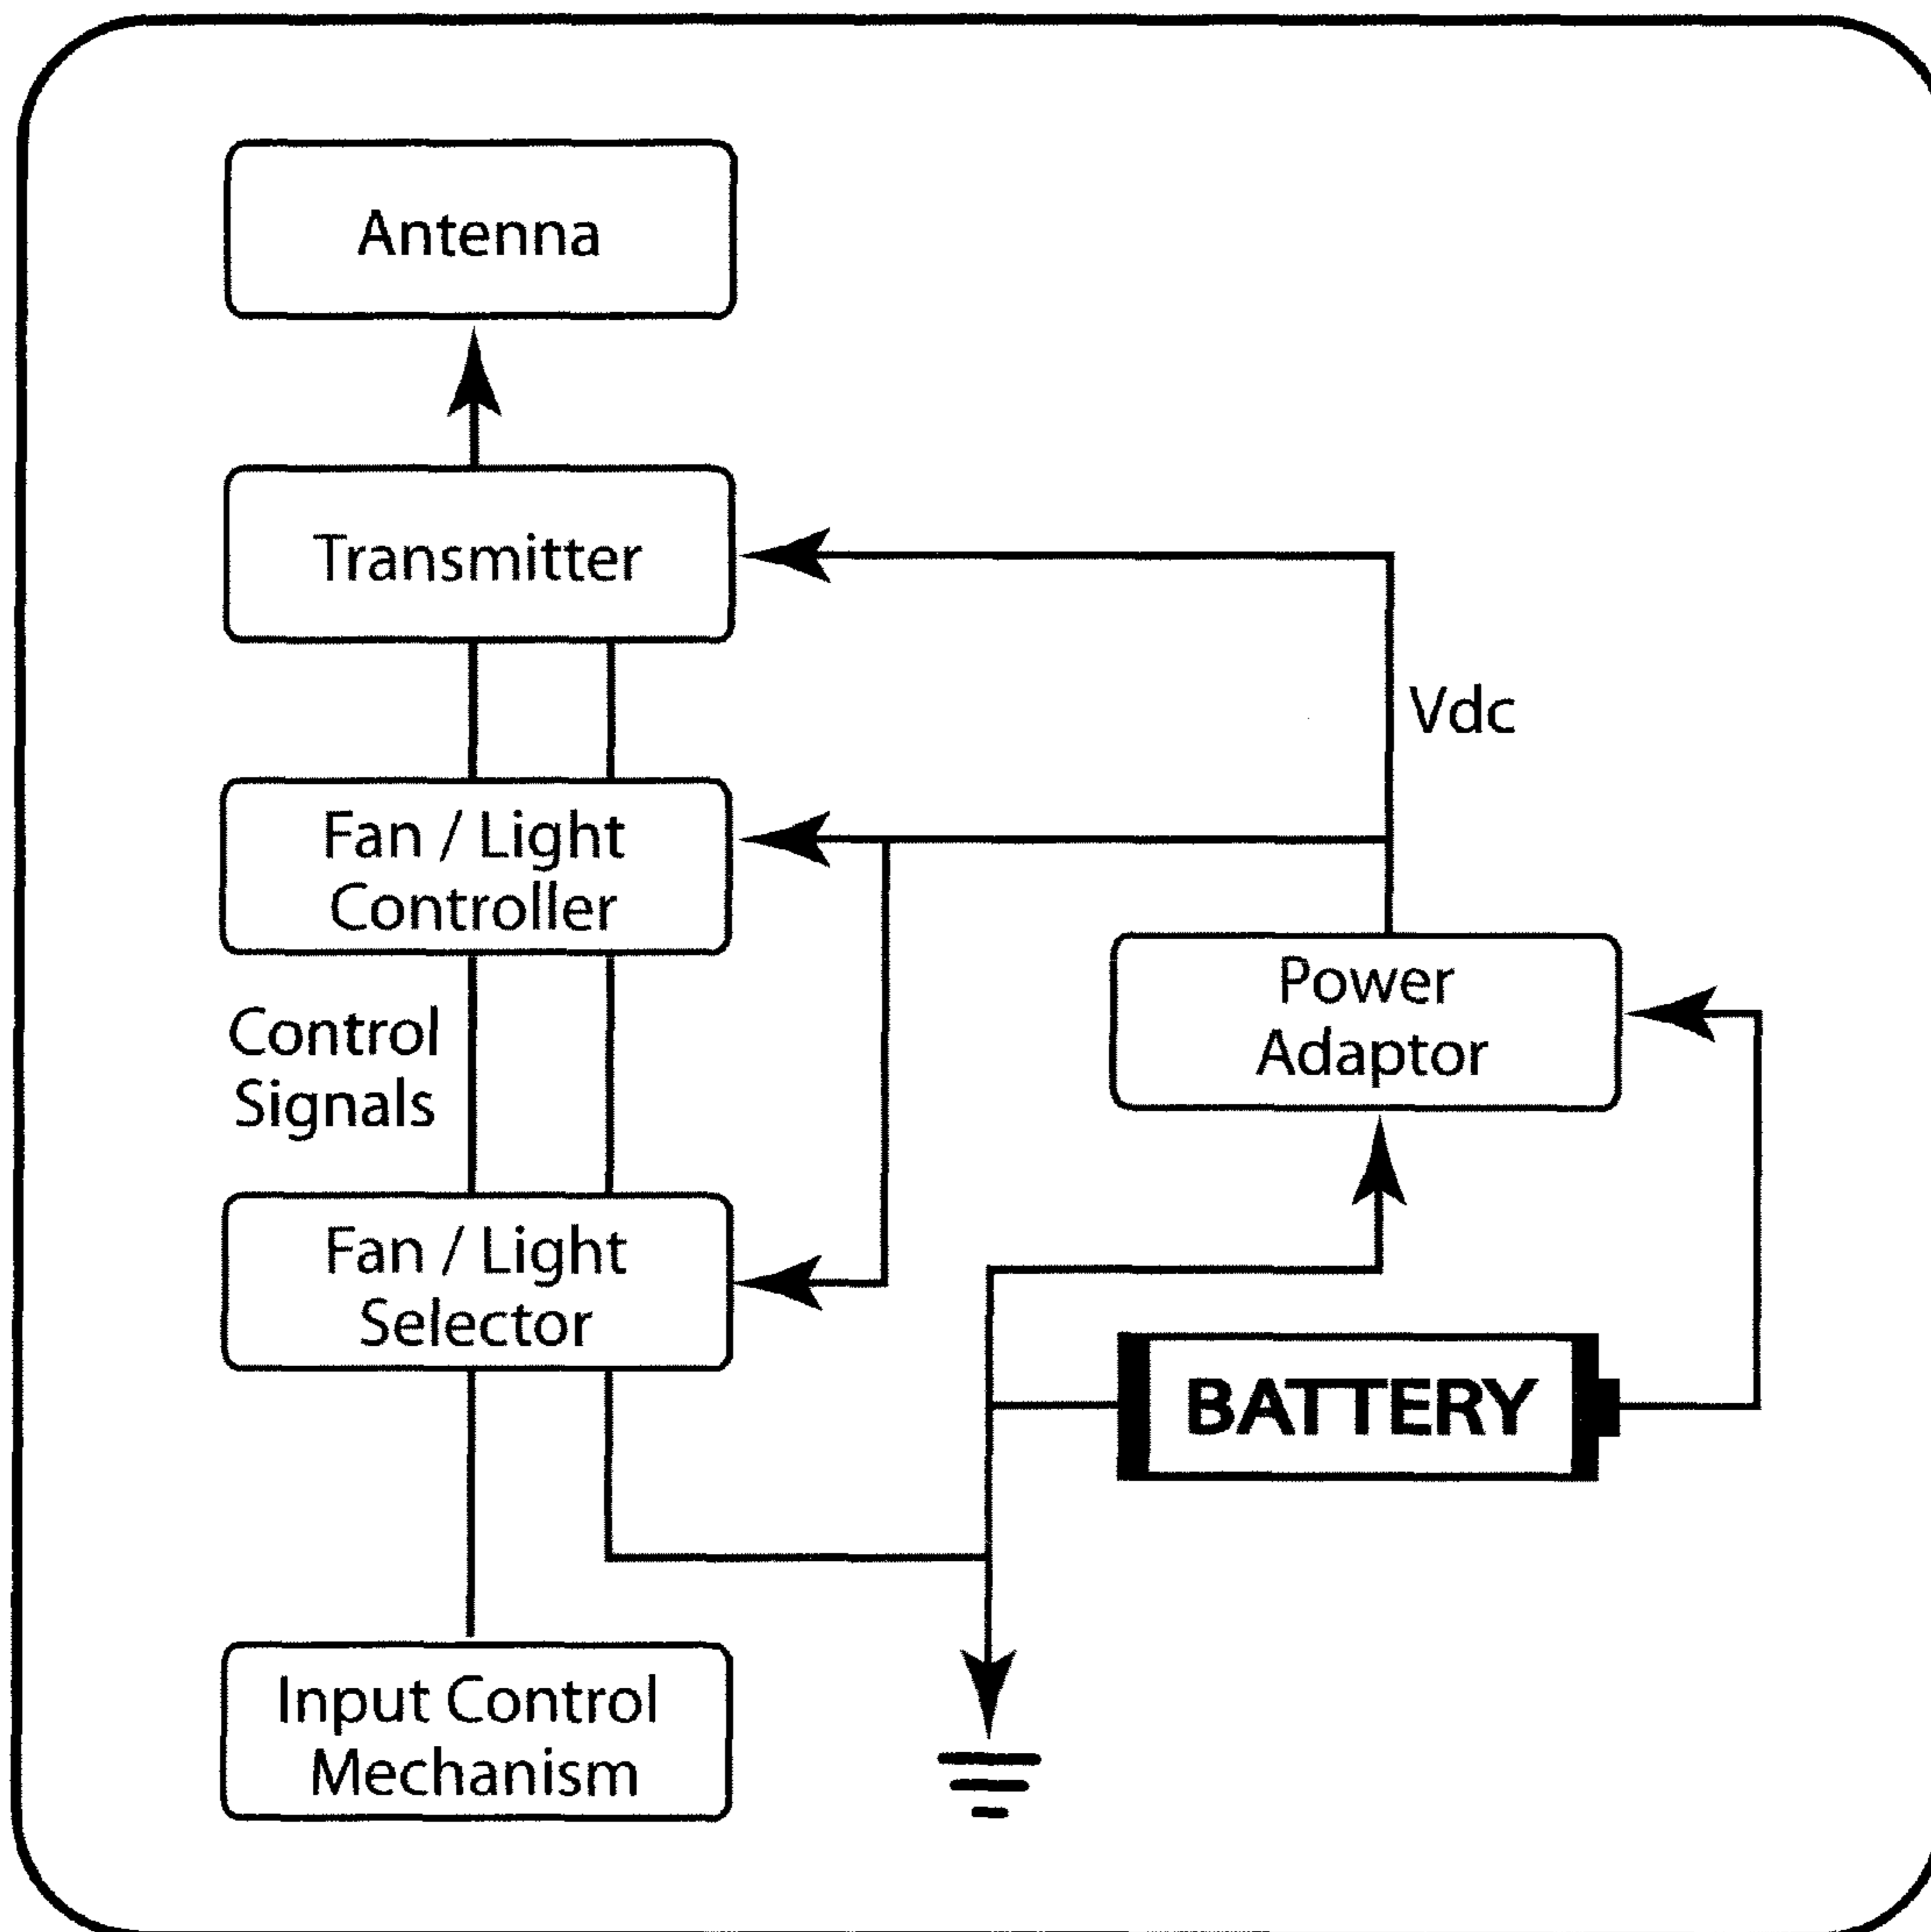 Antenna
Transmitter
Vdc
Fan / Light
Controller
Power
Adaptor
Control
Signals
Fan / Light
Selector
BATTERY
Input Control
Mechanism